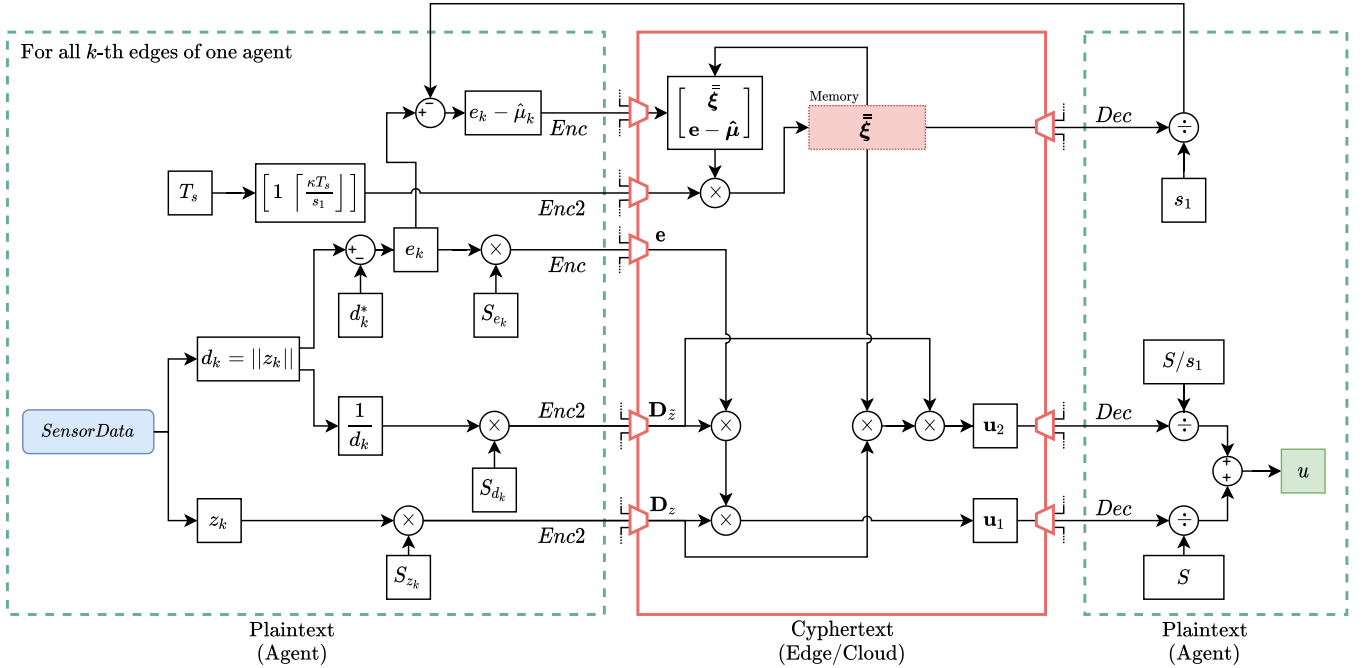 For all k-th edges of one agent
−
+
e_k − μ̂_k
Enc
ξ̿
e − μ̂
Memory
ξ̿
Dec
÷
T_s
[ 1 ⌈ κT_s / s_1 ⌋ ]
Enc2
×
s_1
+
−
e_k
×
Enc
e
d_k^*
S_{e_k}
d_k = ||z_k||
S/s_1
SensorData
1 / d_k
×
Enc2
D_z̃
×
×
×
u_2
Dec
÷
S_{d_k}
+
+
u
z_k
×
Enc2
D_z
×
u_1
Dec
÷
S_{z_k}
S
Plaintext
(Agent)
Cyphertext
(Edge/Cloud)
Plaintext
(Agent)